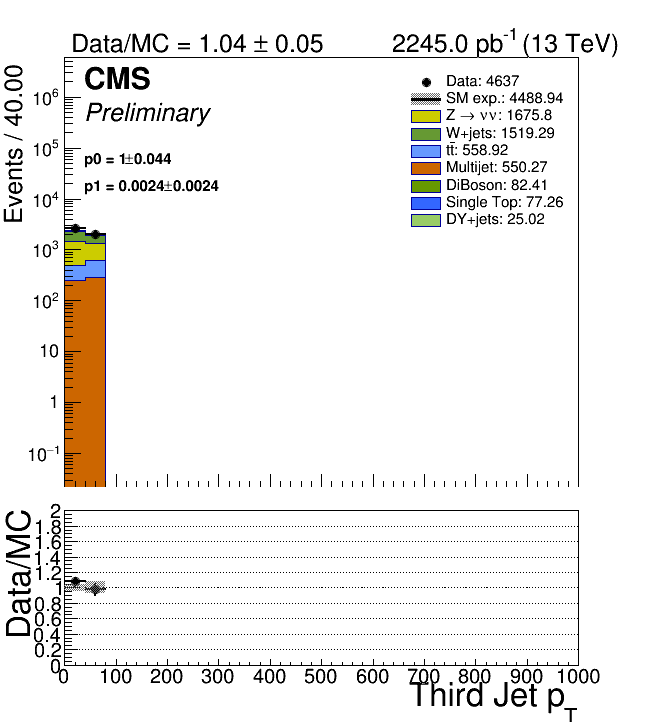 Data/MC = 1.04 ± 0.05 2245.0 pb⁻¹ (13 TeV)
CMS
Preliminary
p0 = 1±0.044
p1 = 0.0024±0.0024
Data: 4637
SM exp.: 4488.94
Z → νν: 1675.8
W+jets: 1519.29
tt̄: 558.92
Multijet: 550.27
DiBoson: 82.41
Single Top: 77.26
DY+jets: 25.02
Events / 40.00
10⁶
10⁵
10⁴
10³
10²
10
1
10⁻¹
Data/MC
2
1.8
1.6
1.4
1.2
1
0.8
0.6
0.4
0.2
0
0 100 200 300 400 500 600 700 800 900 1000
Third Jet p_T